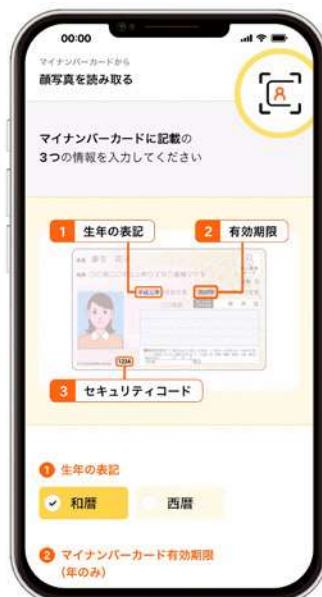 00:00
マイナンバーカードから
顔写真を読み取る
マイナンバーカードに記載の
3つの情報を入力してください
1 生年の表記
2 有効期限
1234
3 セキュリティコード
1 生年の表記
和暦
西暦
2 マイナンバーカード有効期限
（年のみ）